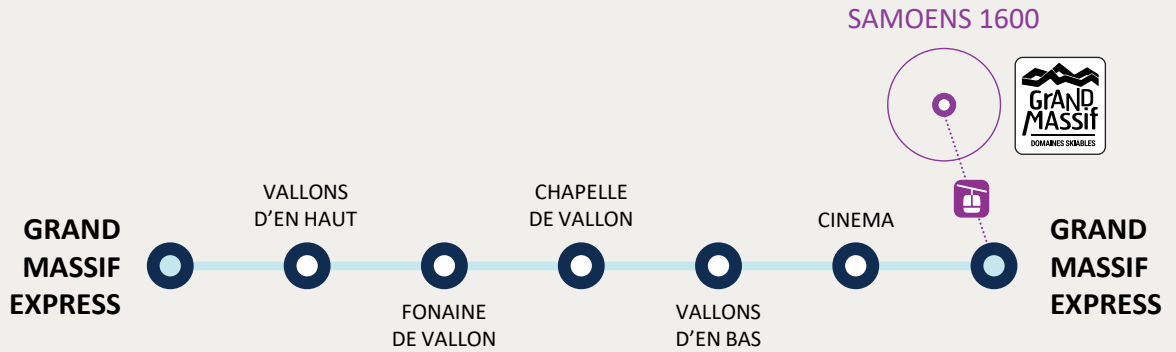 SAMOENS 1600
GrAND
MASSif
DOMAINES SKIABLES
GRAND
MASSIF
EXPRESS
VALLONS
D'EN HAUT
FONAINE
DE VALLON
CHAPELLE
DE VALLON
VALLONS
D'EN BAS
CINEMA
GRAND
MASSIF
EXPRESS